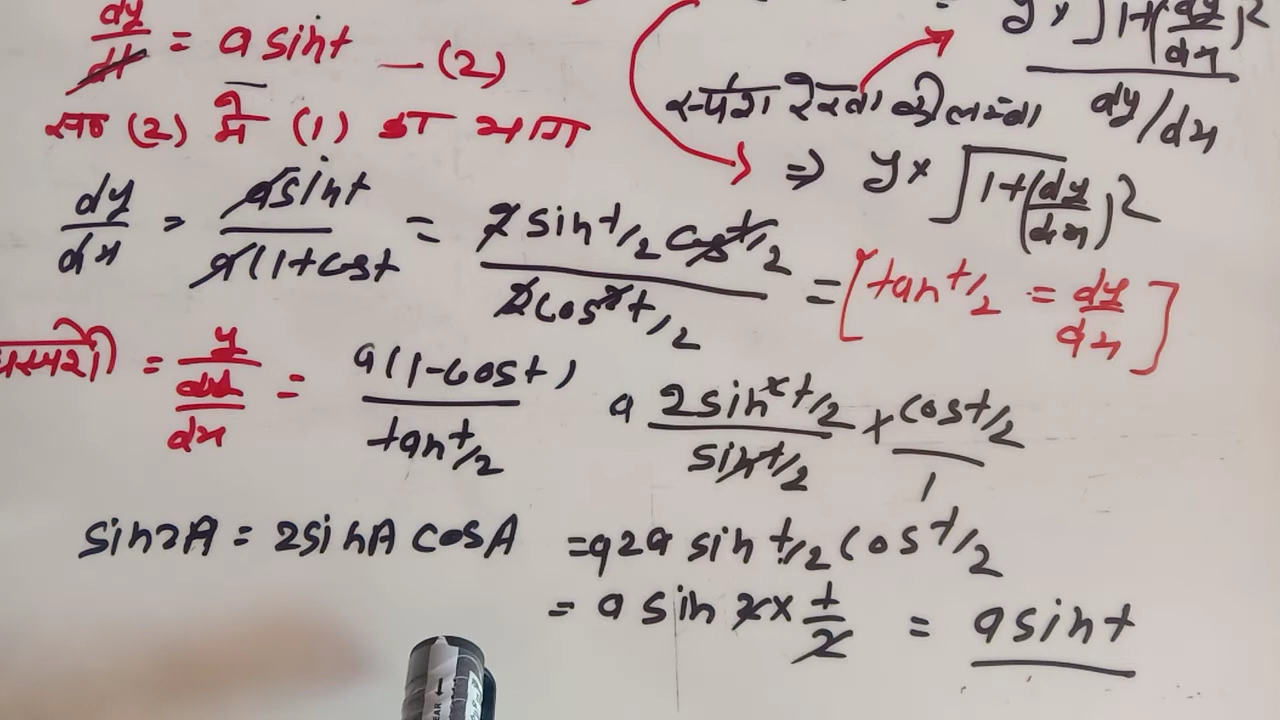 dy/dt = a sint — (2)
y × √1+(dy/dx)² / dy/dx
स्पर्श रेखा की लम्बा
सम (2) में (1) का भाग
⇒ y × √1+(dy/dx)²
dy/dx = a sint / a(1+cost = 2 sin t/2 cos t/2 / 2cos² t/2 = [tan t/2 = dy/dx]
= y / dy/dx = a(1-cost) / tan t/2
a 2sin² t/2 / sin t/2 × cos t/2 / 1
sin2A = 2sinA cosA
= a2a sin t/2 cos t/2
= a sin 2 × t/2 = a sint